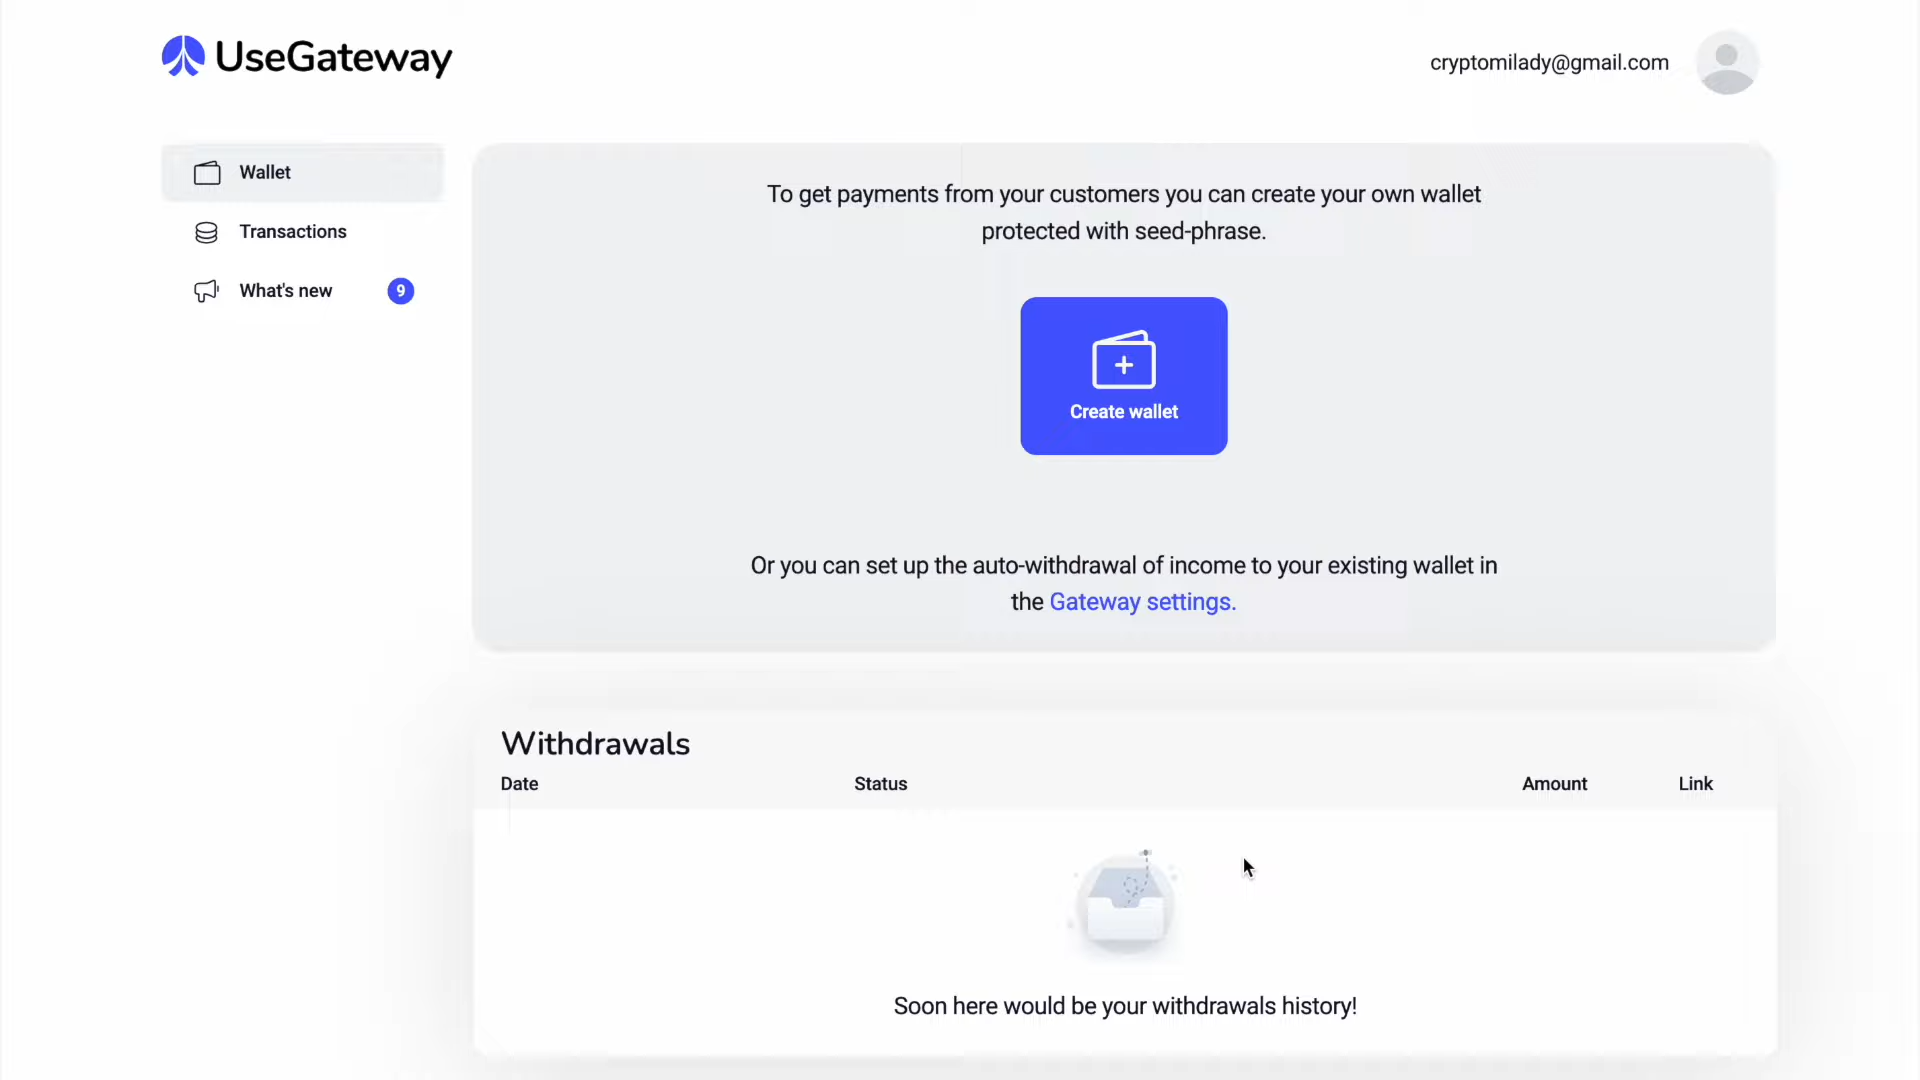 UseGateway
cryptomilady@gmail.com
Wallet
Transactions
What's new 9
To get payments from your customers you can create your own wallet
protected with seed-phrase.
Create wallet
Or you can set up the auto-withdrawal of income to your existing wallet in
the Gateway settings.
Withdrawals
Date Status Amount Link
Soon here would be your withdrawals history!